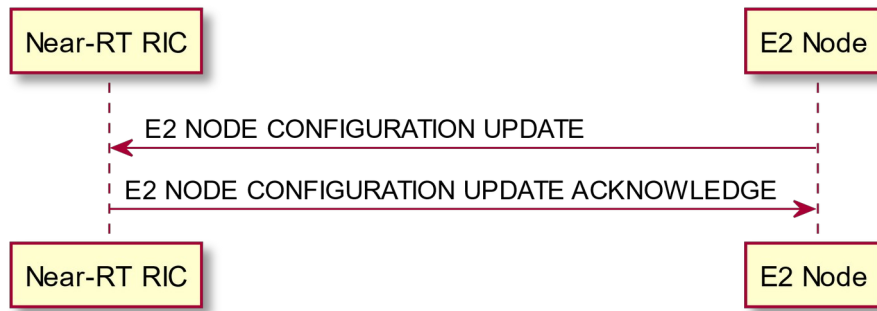 Near-RT RIC
E2 Node
E2 NODE CONFIGURATION UPDATE
E2 NODE CONFIGURATION UPDATE ACKNOWLEDGE
Near-RT RIC
E2 Node